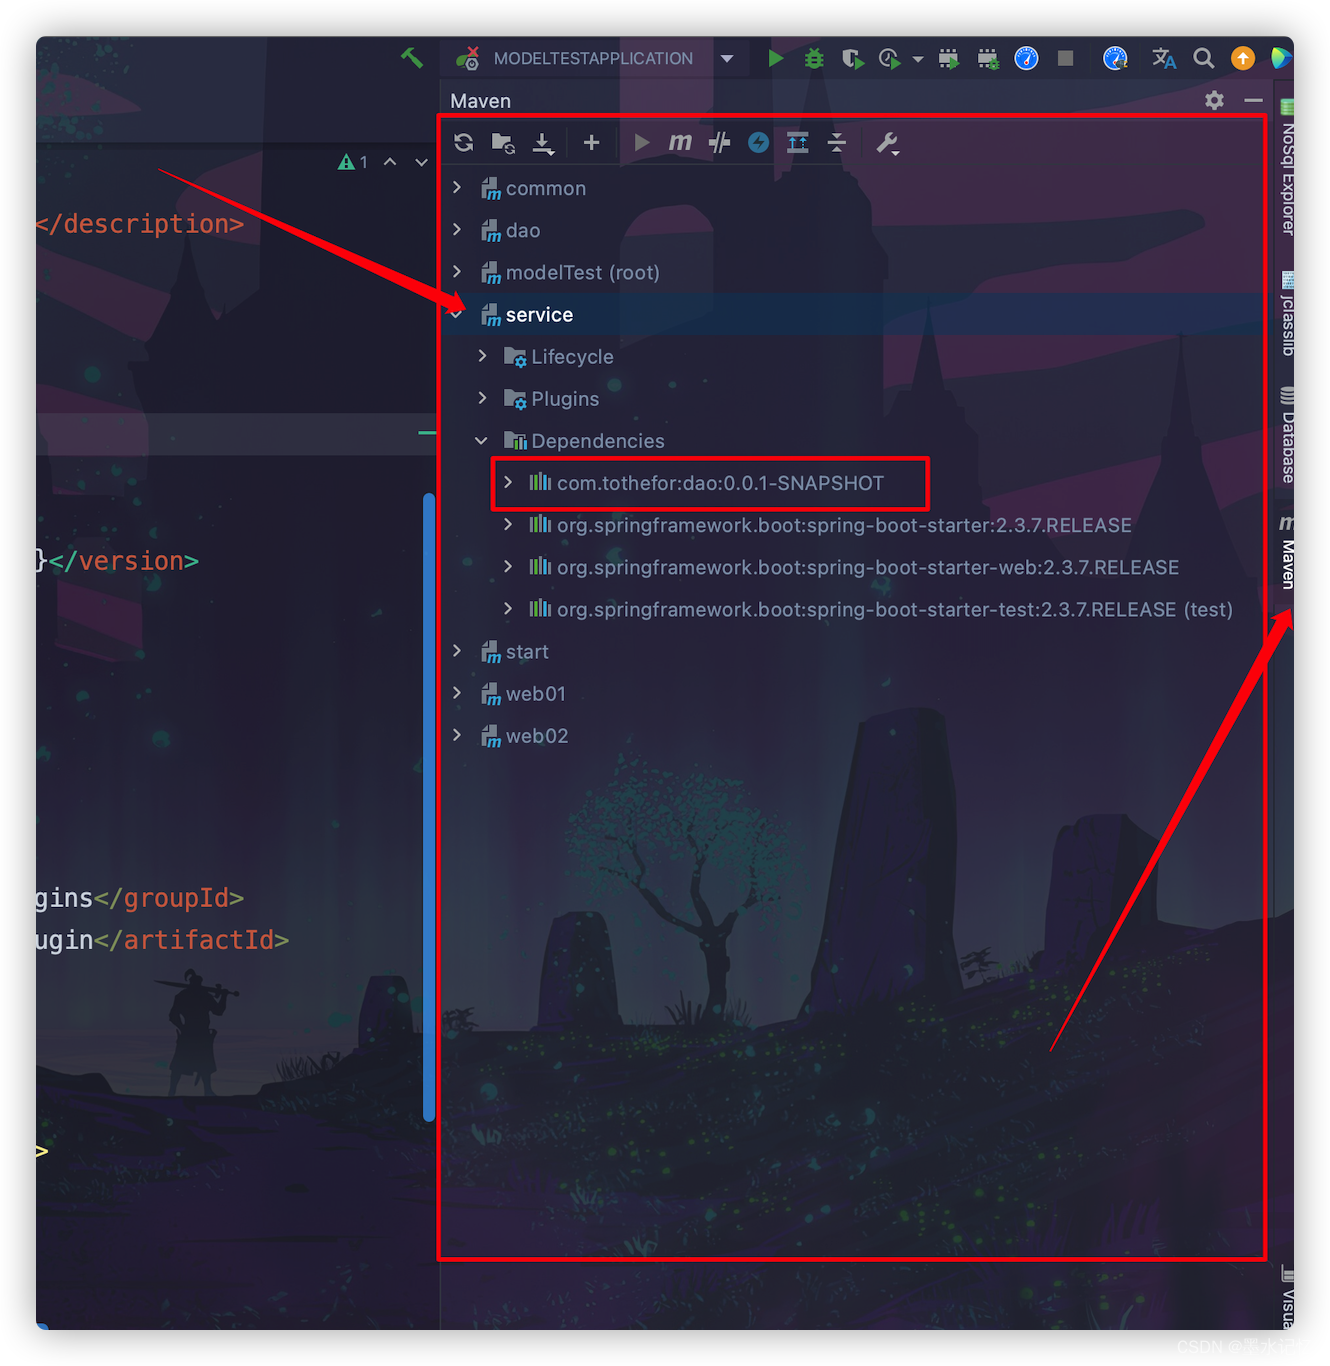 MODELTESTAPPLICATION
Maven
1
</description>
common
dao
modelTest (root)
service
Lifecycle
Plugins
Dependencies
com.tothefor:dao:0.0.1-SNAPSHOT
org.springframework.boot:spring-boot-starter:2.3.7.RELEASE
}</version>
org.springframework.boot:spring-boot-starter-web:2.3.7.RELEASE
org.springframework.boot:spring-boot-starter-test:2.3.7.RELEASE (test)
start
web01
web02
gins</groupId>
ugin</artifactId>
>
NoSql Explorer
jclasslib
Database
Maven
Visua
CSDN